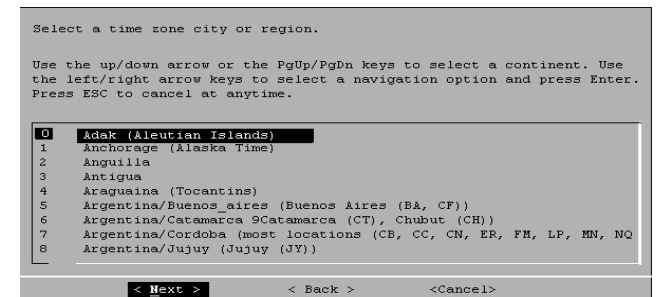 Select a time zone city or region.
Use the up/down arrow or the PgUp/PgDn keys to select a continent. Use
the left/right arrow keys to select a navigation option and press Enter.
Press ESC to cancel at anytime.
0 Adak (Aleutian Islands)
1 Anchorage (Alaska Time)
2 Anguilla
3 Antigua
4 Araguaina (Tocantins)
5 Argentina/Buenos_aires (Buenos Aires (BA, CF))
6 Argentina/Catamarca 9Catamarca (CT), Chubut (CH))
7 Argentina/Cordoba (most locations (CB, CC, CN, ER, FM, LP, MN, NQ
8 Argentina/Jujuy (Jujuy (JY))
< Next > < Back > <Cancel>